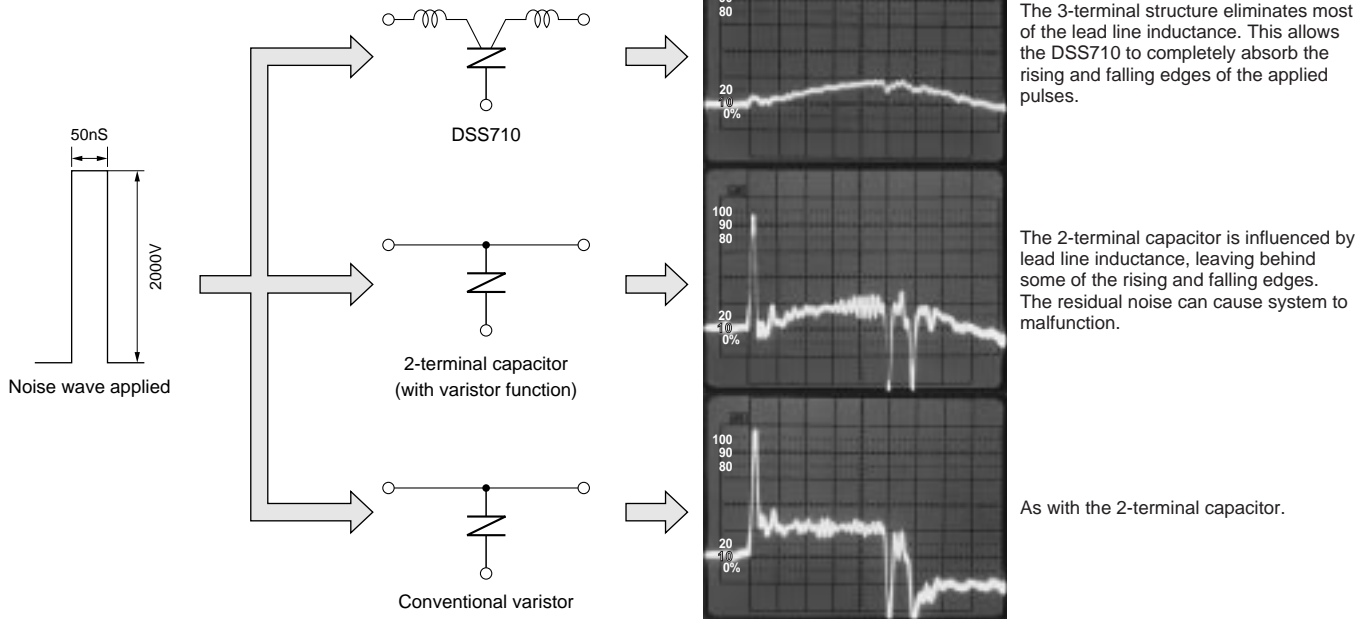 80
20
10
0%
The 3-terminal structure eliminates most
of the lead line inductance. This allows
the DSS710 to completely absorb the
rising and falling edges of the applied
pulses.
DSS710
50nS
2000V
Noise wave applied
2-terminal capacitor
(with varistor function)
100
90
80
20
10
0%
The 2-terminal capacitor is influenced by
lead line inductance, leaving behind
some of the rising and falling edges.
The residual noise can cause system to
malfunction.
Conventional varistor
100
90
80
20
10
0%
As with the 2-terminal capacitor.